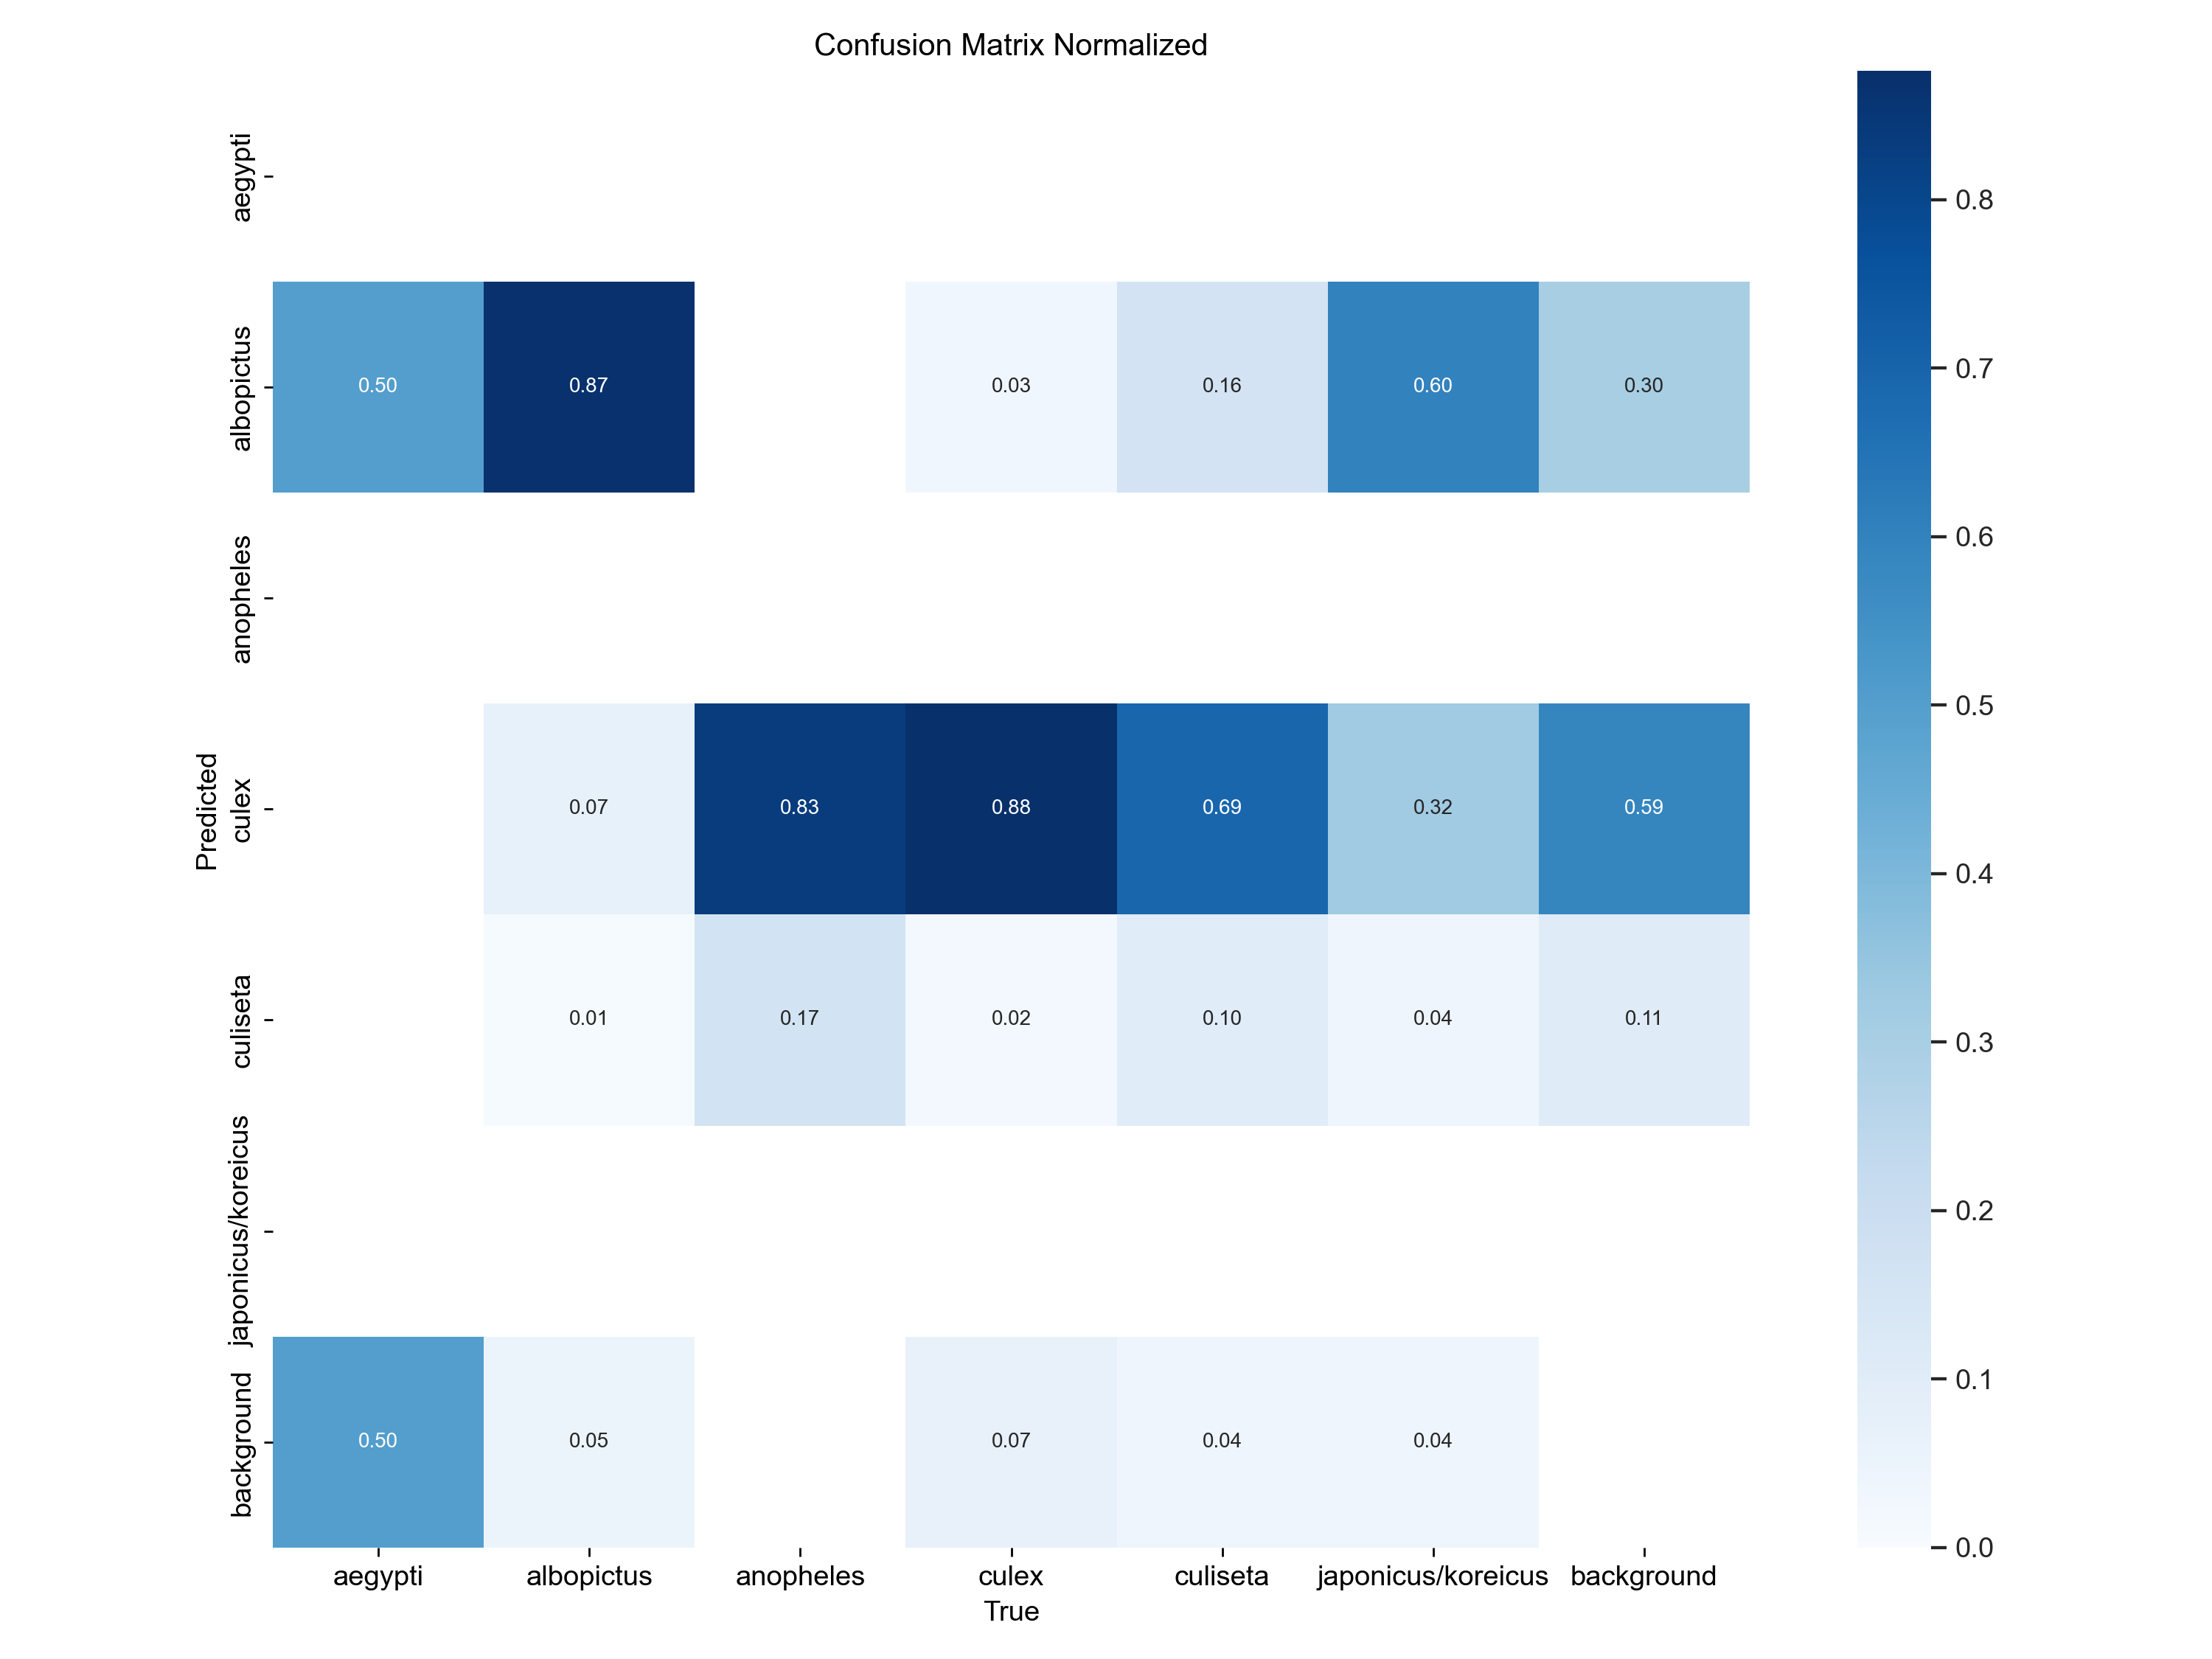 Confusion Matrix Normalized
aegypti
albopictus
anopheles
culex
culiseta
japonicus/koreicus
background
Predicted
0.50 0.87 0.03 0.16 0.60 0.30
0.07 0.83 0.88 0.69 0.32 0.59
0.01 0.17 0.02 0.10 0.04 0.11
0.50 0.05 0.07 0.04 0.04
aegypti albopictus anopheles culex culiseta japonicus/koreicus background
True
0.8
0.7
0.6
0.5
0.4
0.3
0.2
0.1
0.0